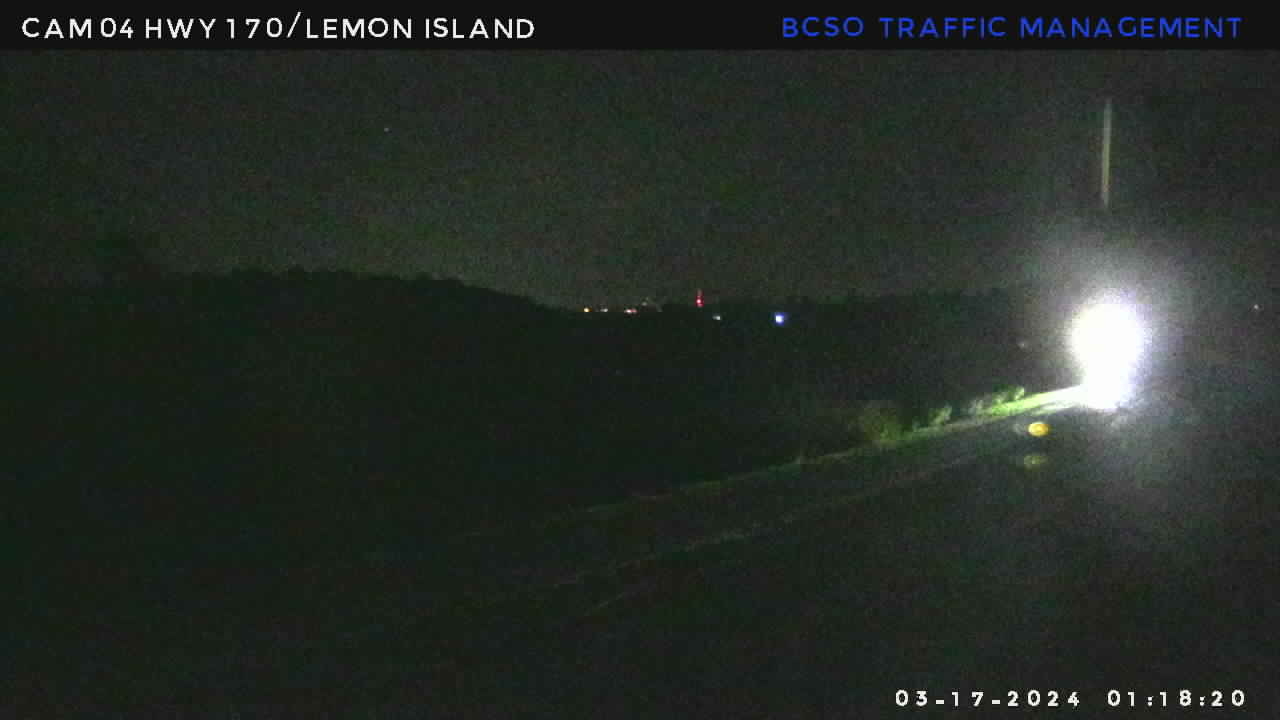 CAM04 HWY 170/LEMON ISLAND
BCSO TRAFFIC MANAGEMENT
03-17-2024 01:18:20